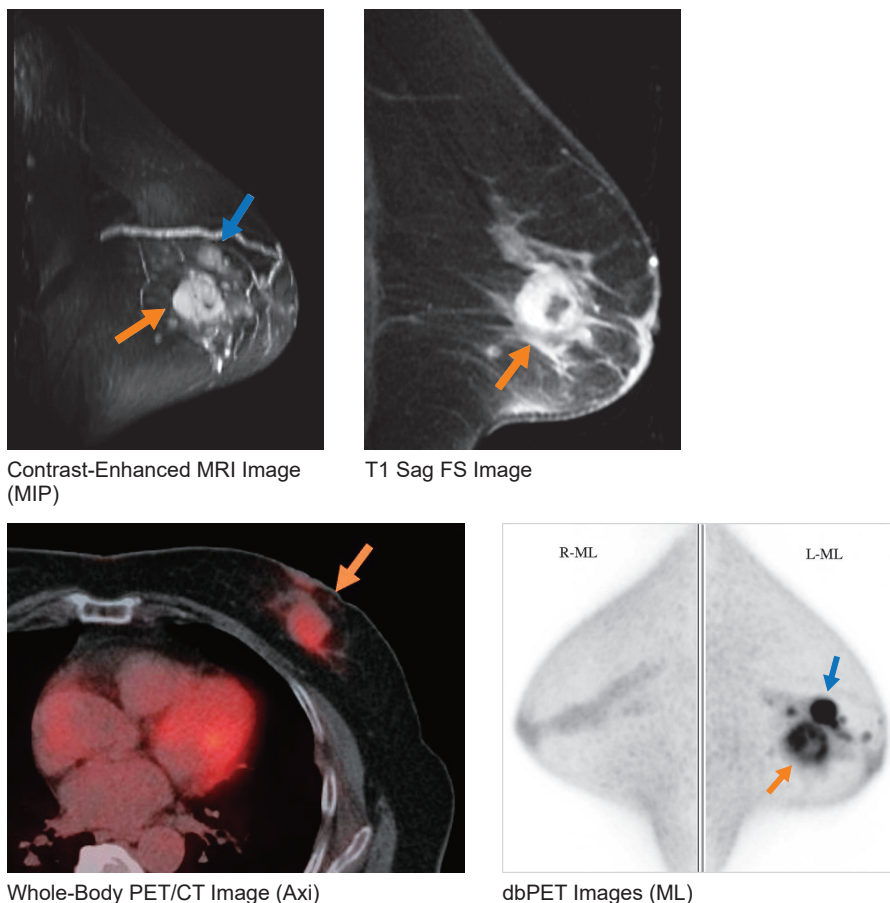 Contrast-Enhanced MRI Image
(MIP)
T1 Sag FS Image
R-ML
L-ML
Whole-Body PET/CT Image (Axi)
dbPET Images (ML)